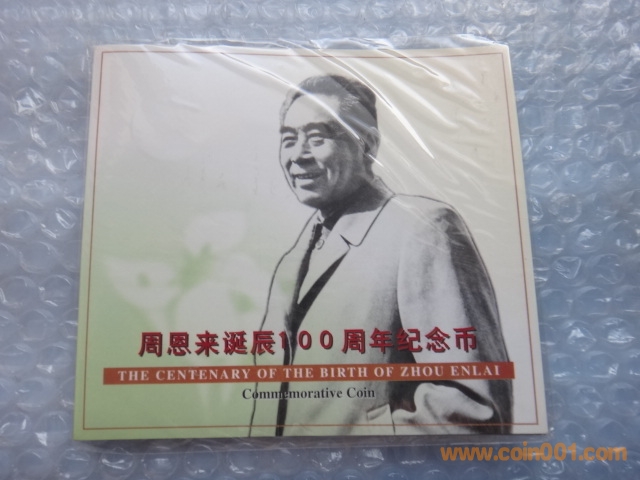 周恩来诞辰100周年纪念币
THE CENTENARY OF THE BIRTH OF ZHOU ENLAI
Commemorative Coin
www.coin001.com